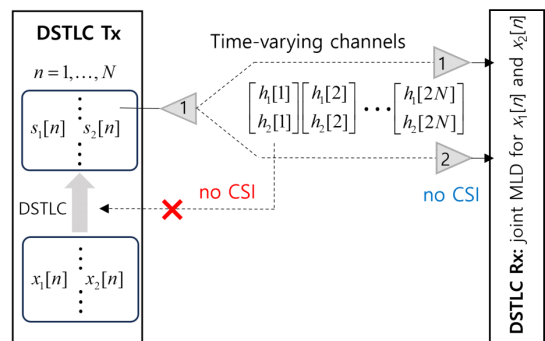 DSTLC Tx
n = 1,…, N
s₁[n] s₂[n]
DSTLC
x₁[n] x₂[n]
Time-varying channels
1
1
2
[h₁[1] h₂[1]] [h₁[2] h₂[2]] ⋯ [h₁[2N] h₂[2N]]
no CSI
no CSI
DSTLC Rx: joint MLD for x₁[n] and x₂[n]